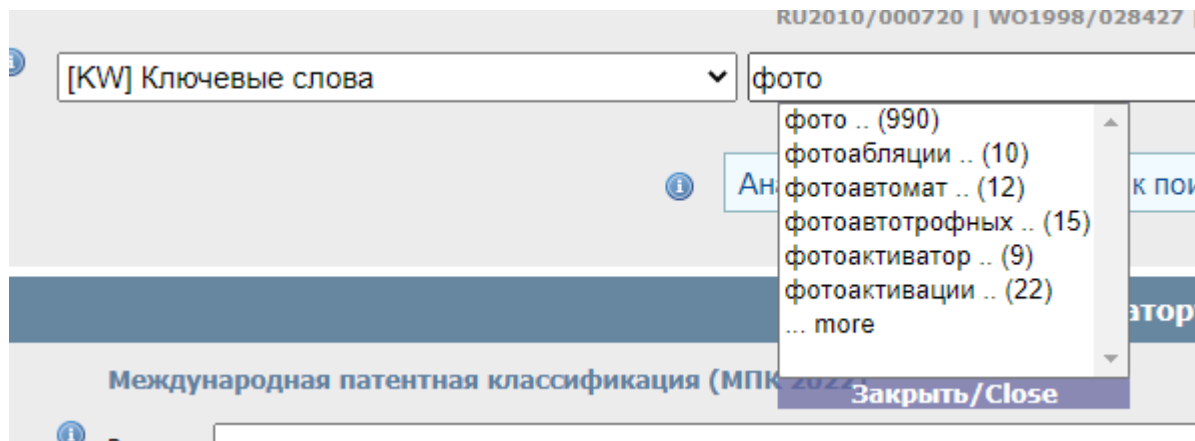 RU2010/000720 | WO1998/028427 |
[KW] Ключевые слова
фото
фото .. (990)
фотоабляции .. (10)
фотоавтомат .. (12)
фотоавтотрофных .. (15)
фотоактиватор .. (9)
фотоактивации .. (22)
... more
Закрыть/Close
Международная патентная классификация (МПК 2022)